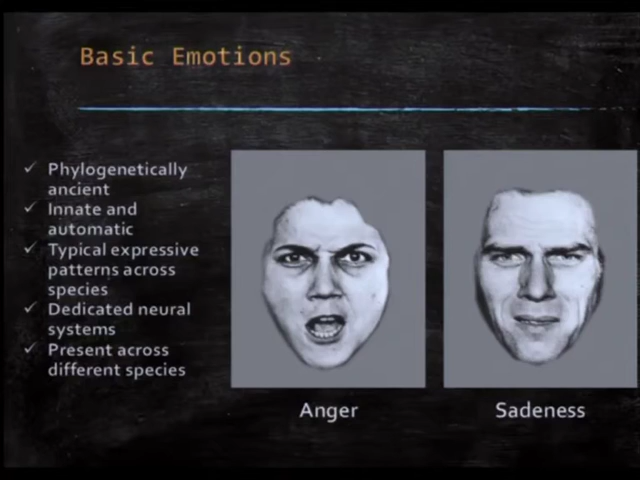 Basic Emotions
✓ Phylogenetically
ancient
✓ Innate and
automatic
✓ Typical expressive
patterns across
species
✓ Dedicated neural
systems
✓ Present across
different species
Anger
Sadeness